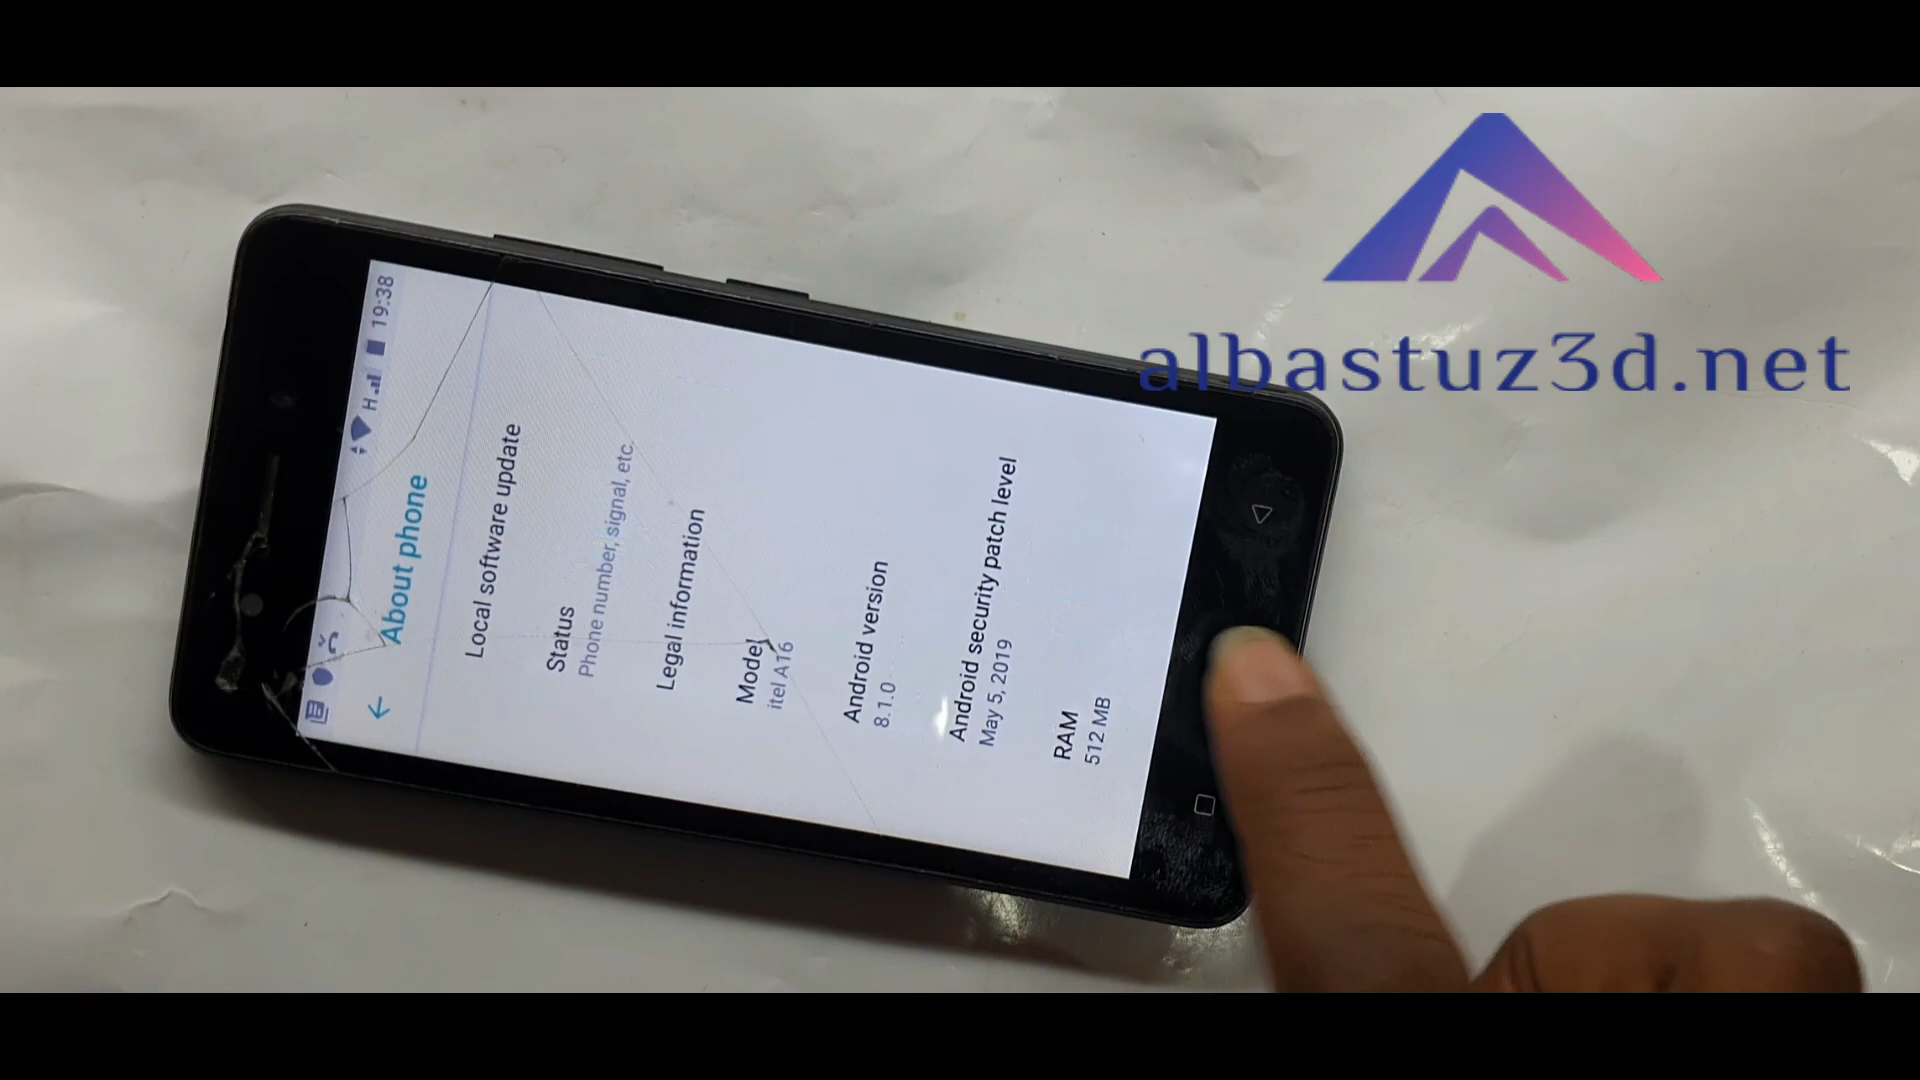 19:38
H
About phone
Local software update
Status
Phone number, signal, etc.
Legal information
Model
itel A16
Android version
8.1.0
Android security patch level
May 5, 2019
RAM
512 MB
albastuz3d.net